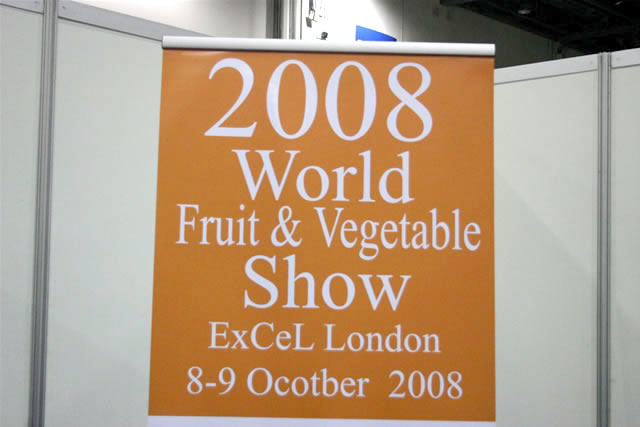 2008
World
Fruit & Vegetable
Show
ExCeL London
8-9 Ocotber 2008